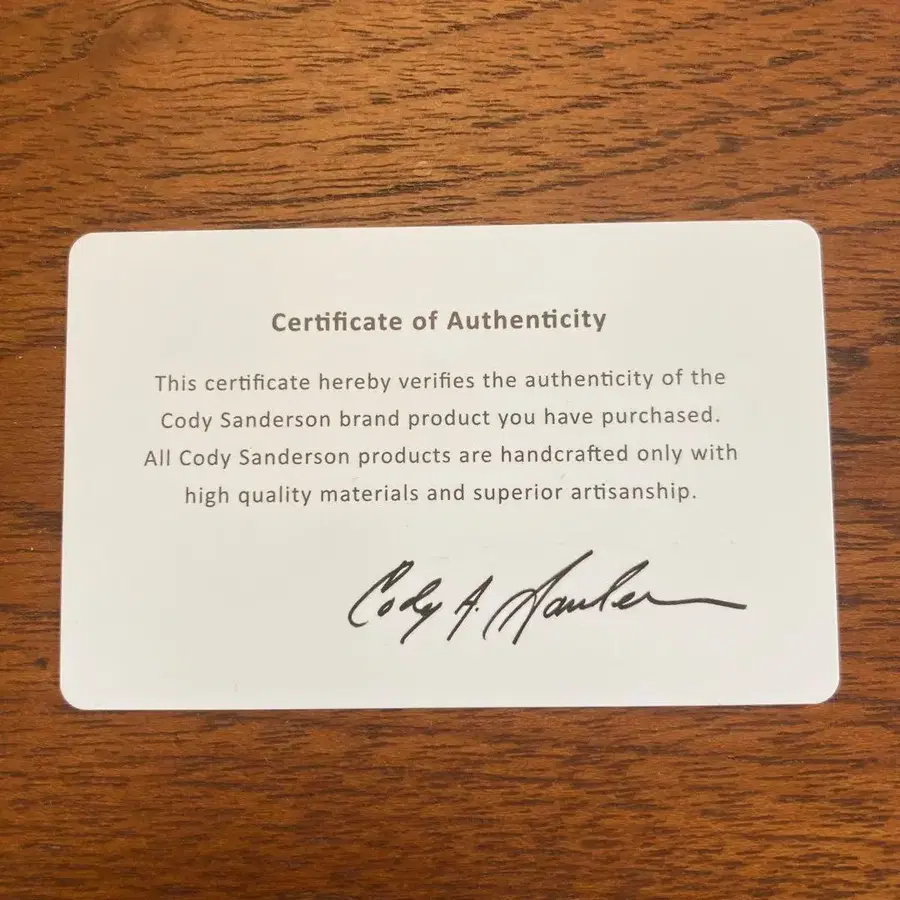 Certificate of Authenticity
This certificate hereby verifies the authenticity of the
Cody Sanderson brand product you have purchased.
All Cody Sanderson products are handcrafted only with
high quality materials and superior artisanship.
Cody A.